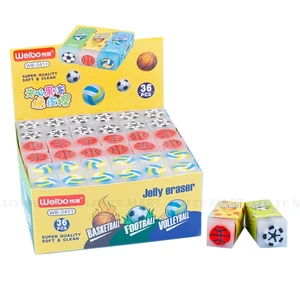 Weibo
WB-3411
SUPER QUALITY
SOFT & CLEAN
36
PCS
Weibo
WB-3411
36
PCS
SUPER QUALITY
SOFT & CLEAN
Jelly eraser
BASKETBALL
FOOTBALL
VOLLEYBALL